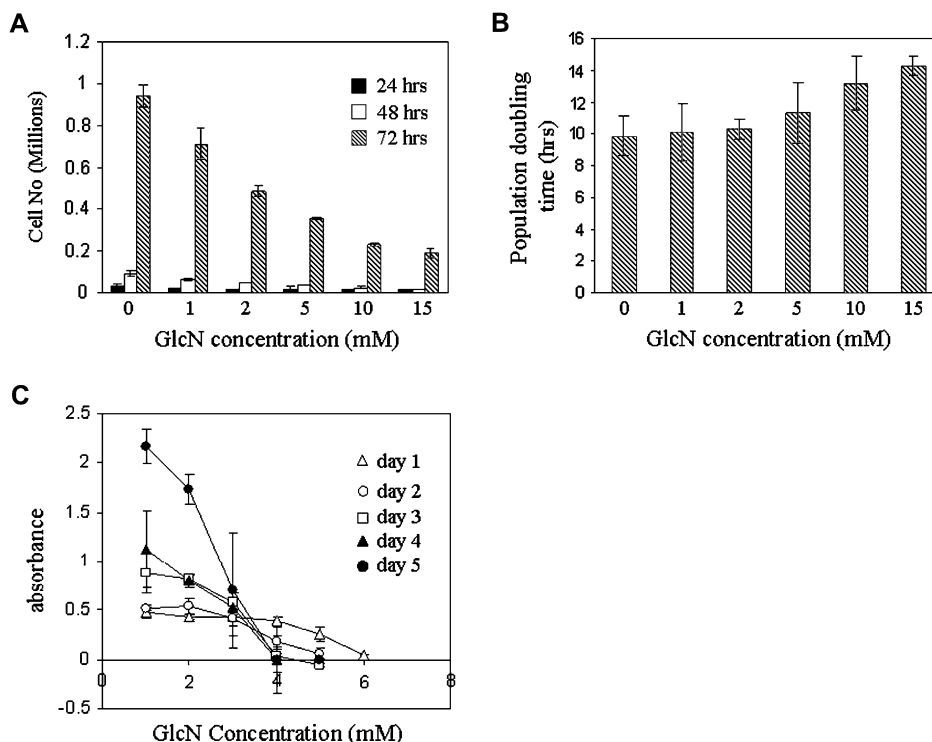 A
1.2
1
0.8
0.6
0.4
0.2
0
Cell No (Millions)
24 hrs
48 hrs
72 hrs
0 1 2 5 10 15
GlcN concentration (mM)
B
16
14
12
10
8
6
4
2
0
Population doubling
time (hrs)
0 1 2 5 10 15
GlcN concentration (mM)
C
2.5
2
1.5
1
0.5
0
-0.5
absorbance
day 1
day 2
day 3
day 4
day 5
0 2 4 6 8
GlcN Concentration (mM)